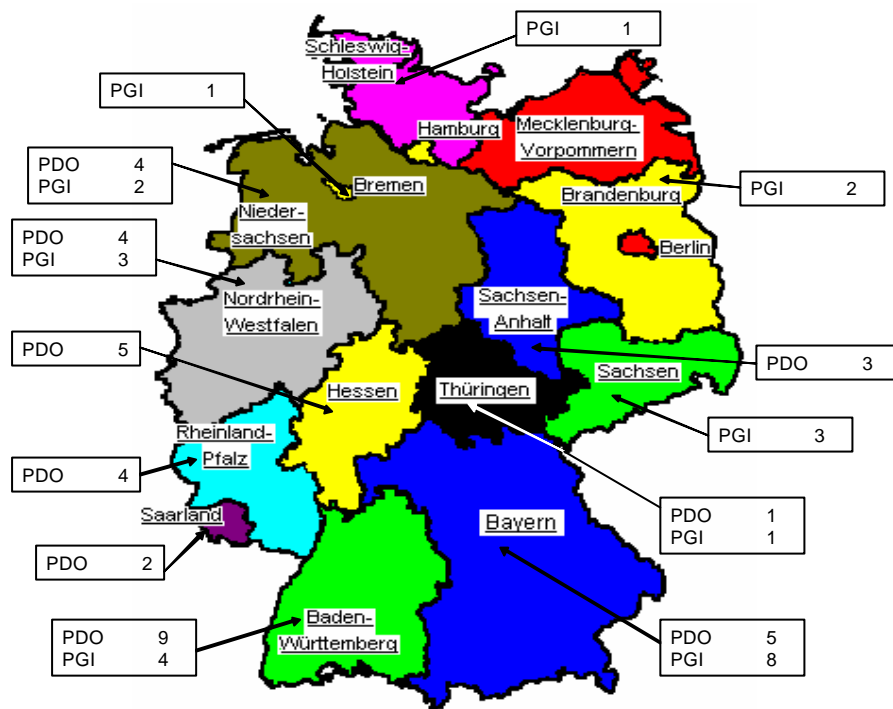 PGI 1
Schleswig-
Holstein
PGI 1
Hamburg
Mecklenburg-
Vorpommern
PDO 4
PGI 2
Bremen
PGI 2
Brandenburg
Nieder-
sachsen
Berlin
PDO 4
PGI 3
Nordrhein-
Westfalen
Sachsen-
Anhalt
PDO 5
Hessen
Thüringen
Sachsen
PDO 3
Rheinland-
Pfalz
PGI 3
PDO 4
Saarland
Bayern
PDO 1
PGI 1
PDO 2
Baden-
Württemberg
PDO 9
PGI 4
PDO 5
PGI 8